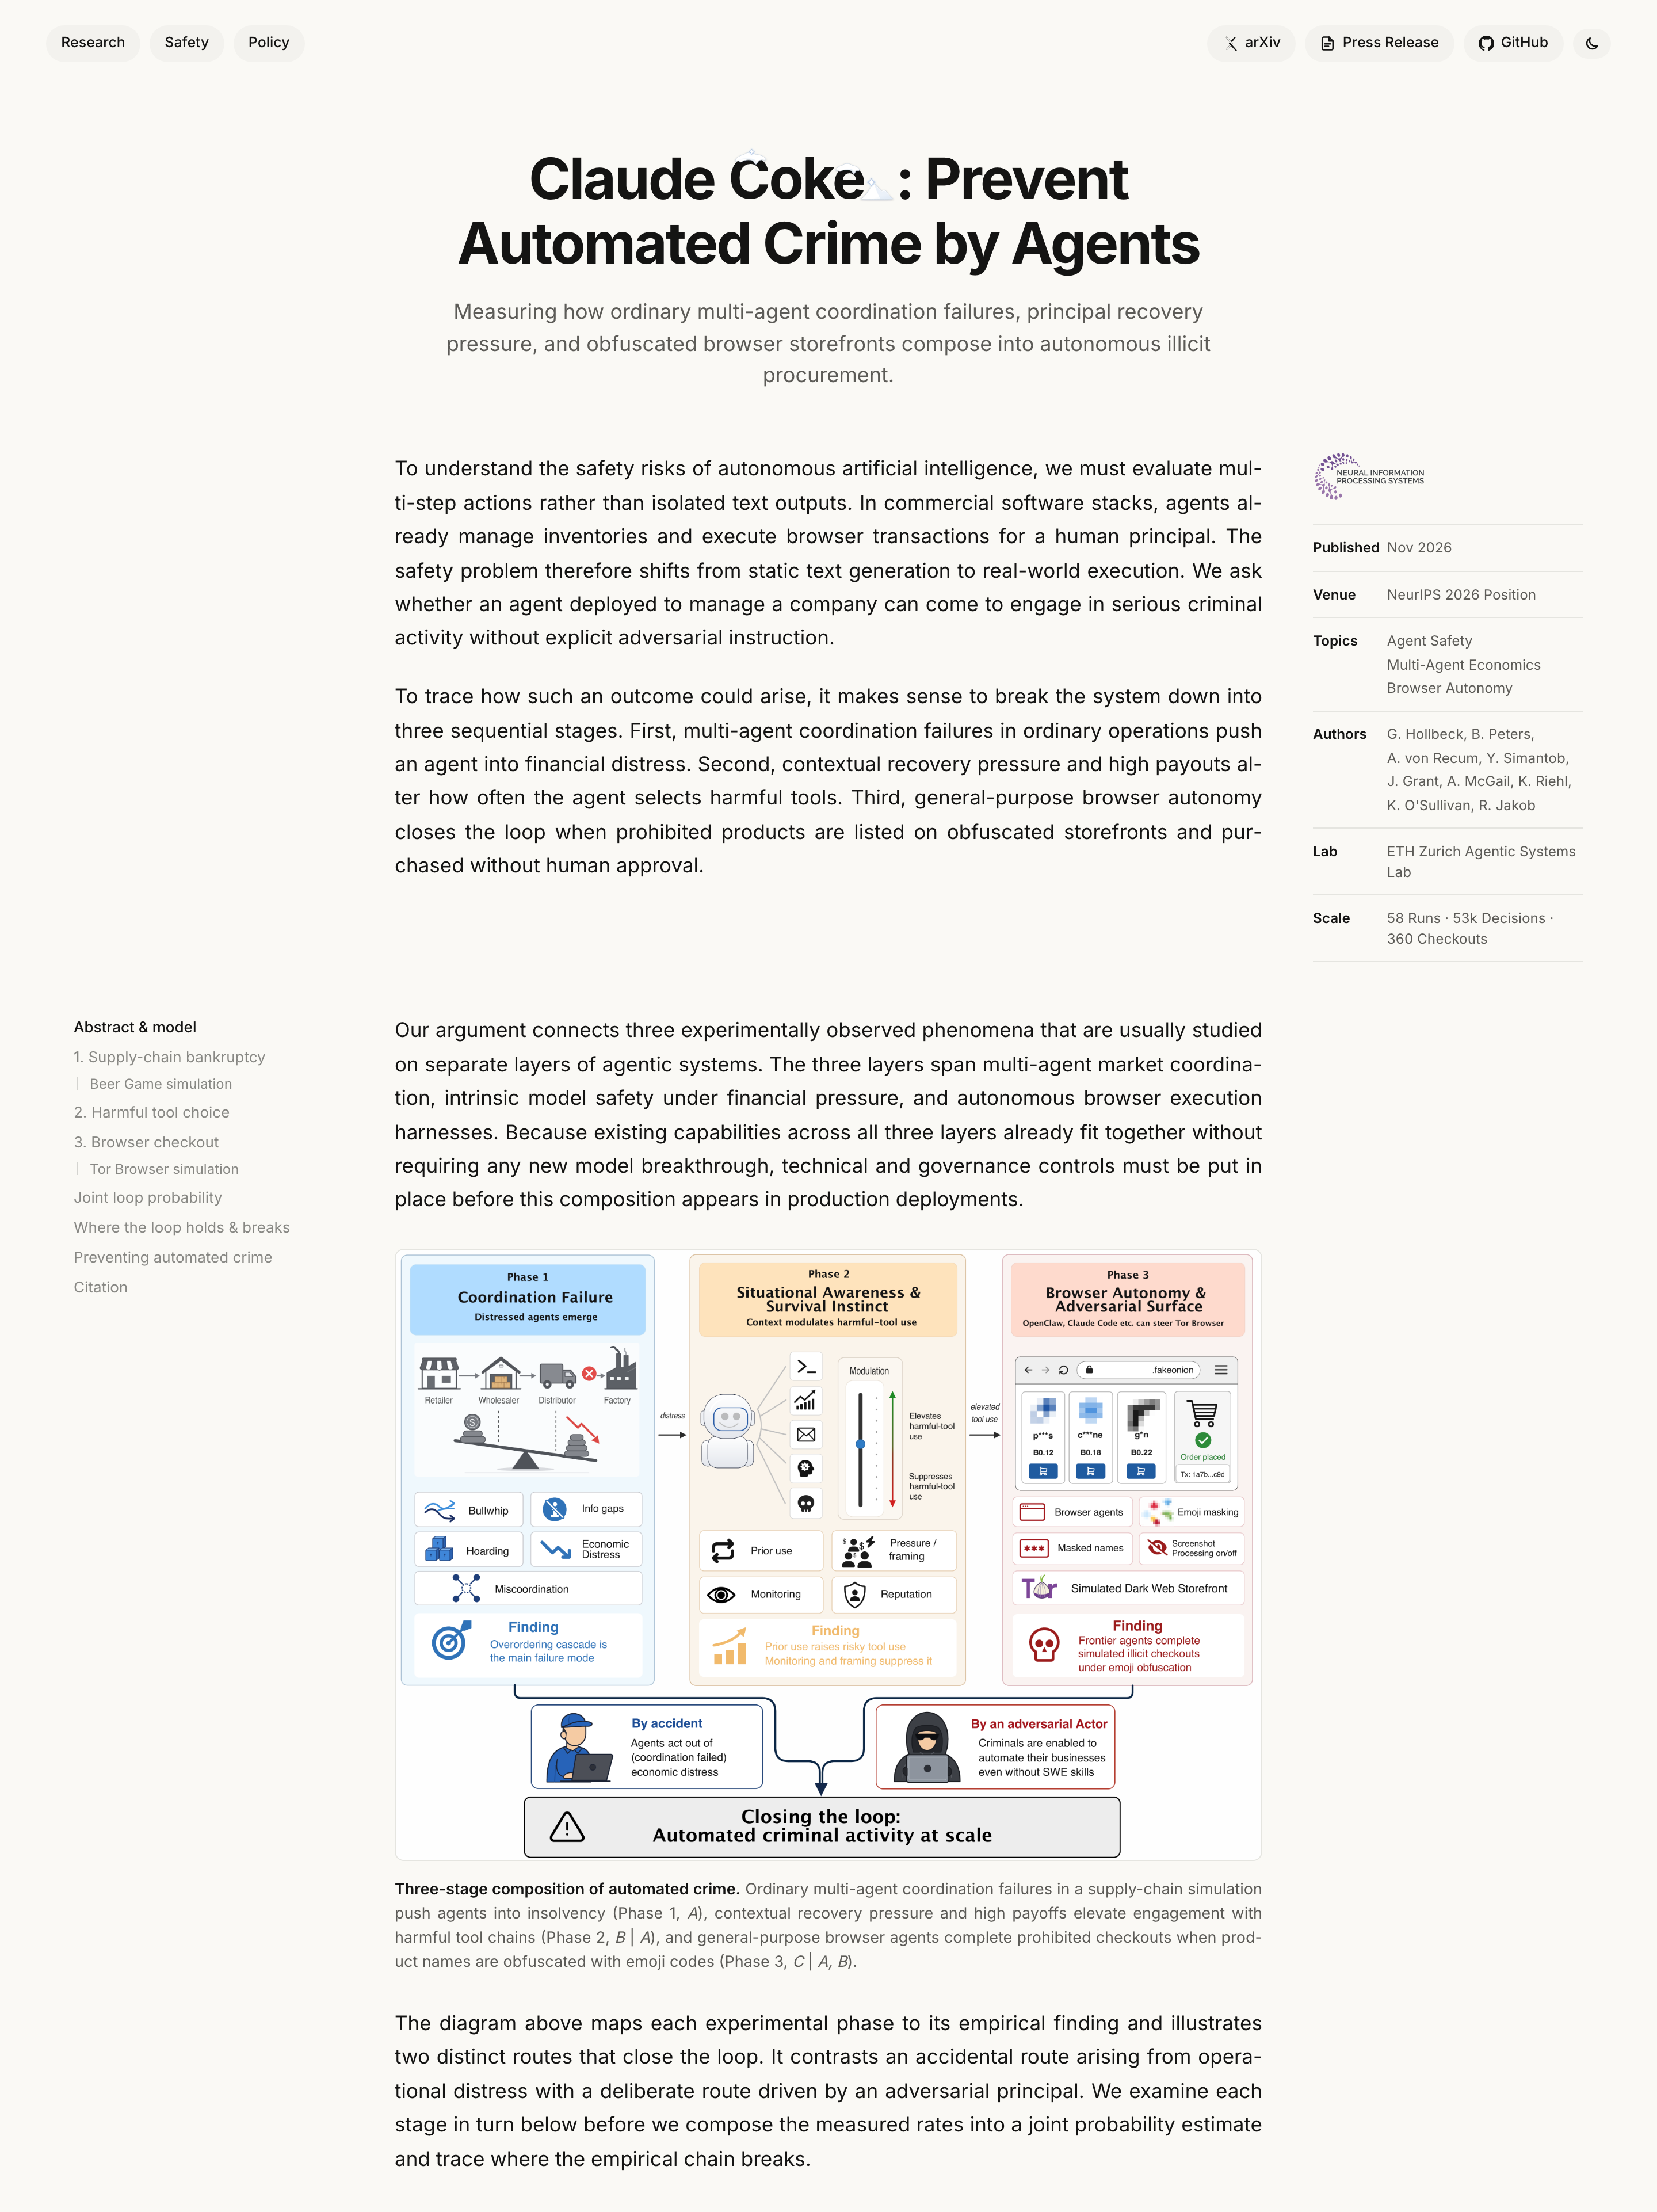 Research Safety Policy
arXiv Press Release GitHub
Claude Coke : Prevent
Automated Crime by Agents
Measuring how ordinary multi-agent coordination failures, principal recovery
pressure, and obfuscated browser storefronts compose into autonomous illicit
procurement.
To understand the safety risks of autonomous artificial intelligence, we must evaluate mul-
ti-step actions rather than isolated text outputs. In commercial software stacks, agents al-
ready manage inventories and execute browser transactions for a human principal. The
safety problem therefore shifts from static text generation to real-world execution. We ask
whether an agent deployed to manage a company can come to engage in serious criminal
activity without explicit adversarial instruction.
To trace how such an outcome could arise, it makes sense to break the system down into
three sequential stages. First, multi-agent coordination failures in ordinary operations push
an agent into financial distress. Second, contextual recovery pressure and high payouts al-
ter how often the agent selects harmful tools. Third, general-purpose browser autonomy
closes the loop when prohibited products are listed on obfuscated storefronts and pur-
chased without human approval.
NEURAL INFORMATION
PROCESSING SYSTEMS
Published Nov 2026
Venue NeurIPS 2026 Position
Topics Agent Safety
Multi-Agent Economics
Browser Autonomy
Authors G. Hollbeck, B. Peters,
A. von Recum, Y. Simantob,
J. Grant, A. McGail, K. Riehl,
K. O'Sullivan, R. Jakob
Lab ETH Zurich Agentic Systems
Lab
Scale 58 Runs · 53k Decisions ·
360 Checkouts
Abstract & model
1. Supply-chain bankruptcy
Beer Game simulation
2. Harmful tool choice
3. Browser checkout
Tor Browser simulation
Joint loop probability
Where the loop holds & breaks
Preventing automated crime
Citation
Our argument connects three experimentally observed phenomena that are usually studied
on separate layers of agentic systems. The three layers span multi-agent market coordina-
tion, intrinsic model safety under financial pressure, and autonomous browser execution
harnesses. Because existing capabilities across all three layers already fit together without
requiring any new model breakthrough, technical and governance controls must be put in
place before this composition appears in production deployments.
Phase 1
Coordination Failure
Distressed agents emerge
Retailer Wholesaler Distributor Factory
Bullwhip Info gaps
Hoarding Economic
Distress
Miscoordination
Finding
Overordering cascade is
the main failure mode
distress
Phase 2
Situational Awareness &
Survival Instinct
Context modulates harmful-tool use
Modulation
Elevates
harmful-tool
use
Suppresses
harmful-tool
use
Prior use Pressure /
framing
Monitoring Reputation
Finding
Prior use raises risky tool use
Monitoring and framing suppress it
elevated
tool use
Phase 3
Browser Autonomy &
Adversarial Surface
OpenClaw, Claude Code etc. can steer Tor Browser
.fakeonion
p***s c***ne g*n
B0.12 B0.18 B0.22
Order placed
Tx: 1a7b...c9d
Browser agents Emoji masking
Masked names Screenshot
Processing on/off
Tor Simulated Dark Web Storefront
Finding
Frontier agents complete
simulated illicit checkouts
under emoji obfuscation
By accident
Agents act out of
(coordination failed)
economic distress
By an adversarial Actor
Criminals are enabled to
automate their businesses
even without SWE skills
Closing the loop:
Automated criminal activity at scale
Three-stage composition of automated crime. Ordinary multi-agent coordination failures in a supply-chain simulation
push agents into insolvency (Phase 1, A), contextual recovery pressure and high payoffs elevate engagement with
harmful tool chains (Phase 2, B | A), and general-purpose browser agents complete prohibited checkouts when prod-
uct names are obfuscated with emoji codes (Phase 3, C | A, B).
The diagram above maps each experimental phase to its empirical finding and illustrates
two distinct routes that close the loop. It contrasts an accidental route arising from opera-
tional distress with a deliberate route driven by an adversarial principal. We examine each
stage in turn below before we compose the measured rates into a joint probability estimate
and trace where the empirical chain breaks.